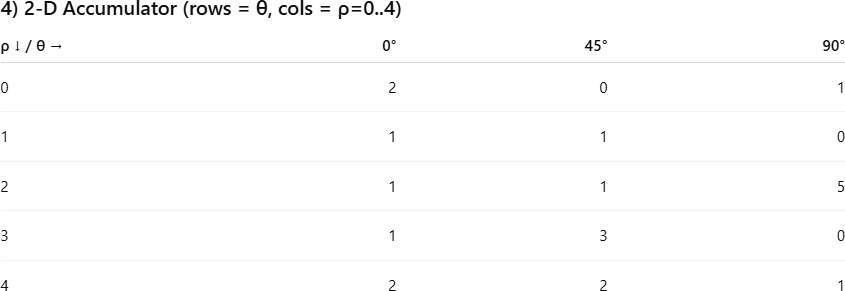 4) 2-D Accumulator (rows = θ, cols = ρ=0..4)
ρ ↓ / θ → 0° 45° 90°
0 2 0 1
1 1 1 0
2 1 1 5
3 1 3 0
4 2 2 1